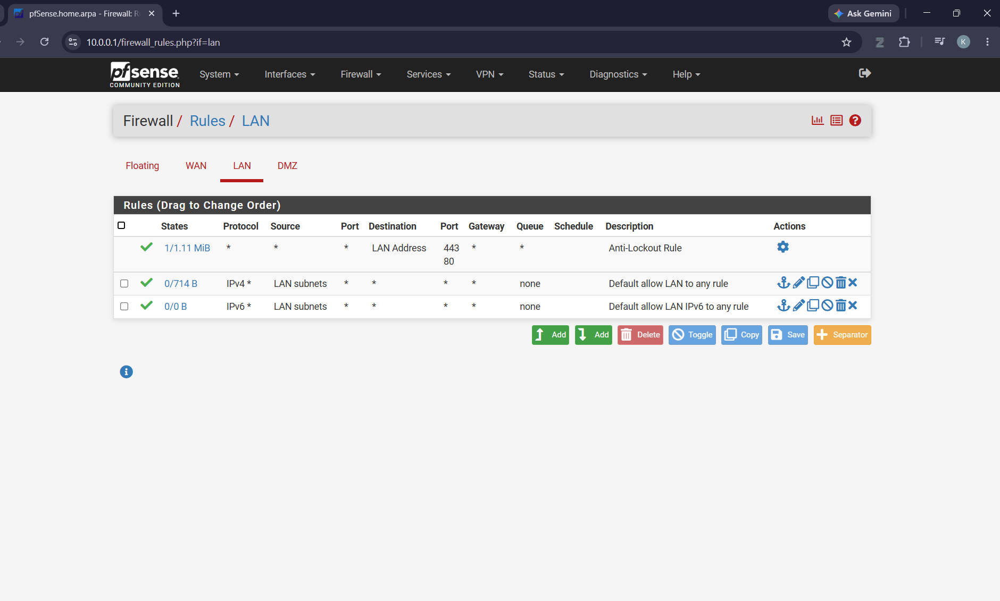 pfSense.home.arpa - Firewall: R
Ask Gemini
10.0.0.1/firewall_rules.php?if=lan
K
pfsense
COMMUNITY EDITION
System Interfaces Firewall Services VPN Status Diagnostics Help
Firewall / Rules / LAN
Floating WAN LAN DMZ
Rules (Drag to Change Order)
States Protocol Source Port Destination Port Gateway Queue Schedule Description Actions
1/1.11 MiB * * * LAN Address 443 * * Anti-Lockout Rule
80
0/714 B IPv4 * LAN subnets * * * * none Default allow LAN to any rule
0/0 B IPv6 * LAN subnets * * * * none Default allow LAN IPv6 to any rule
Add Add Delete Toggle Copy Save Separator